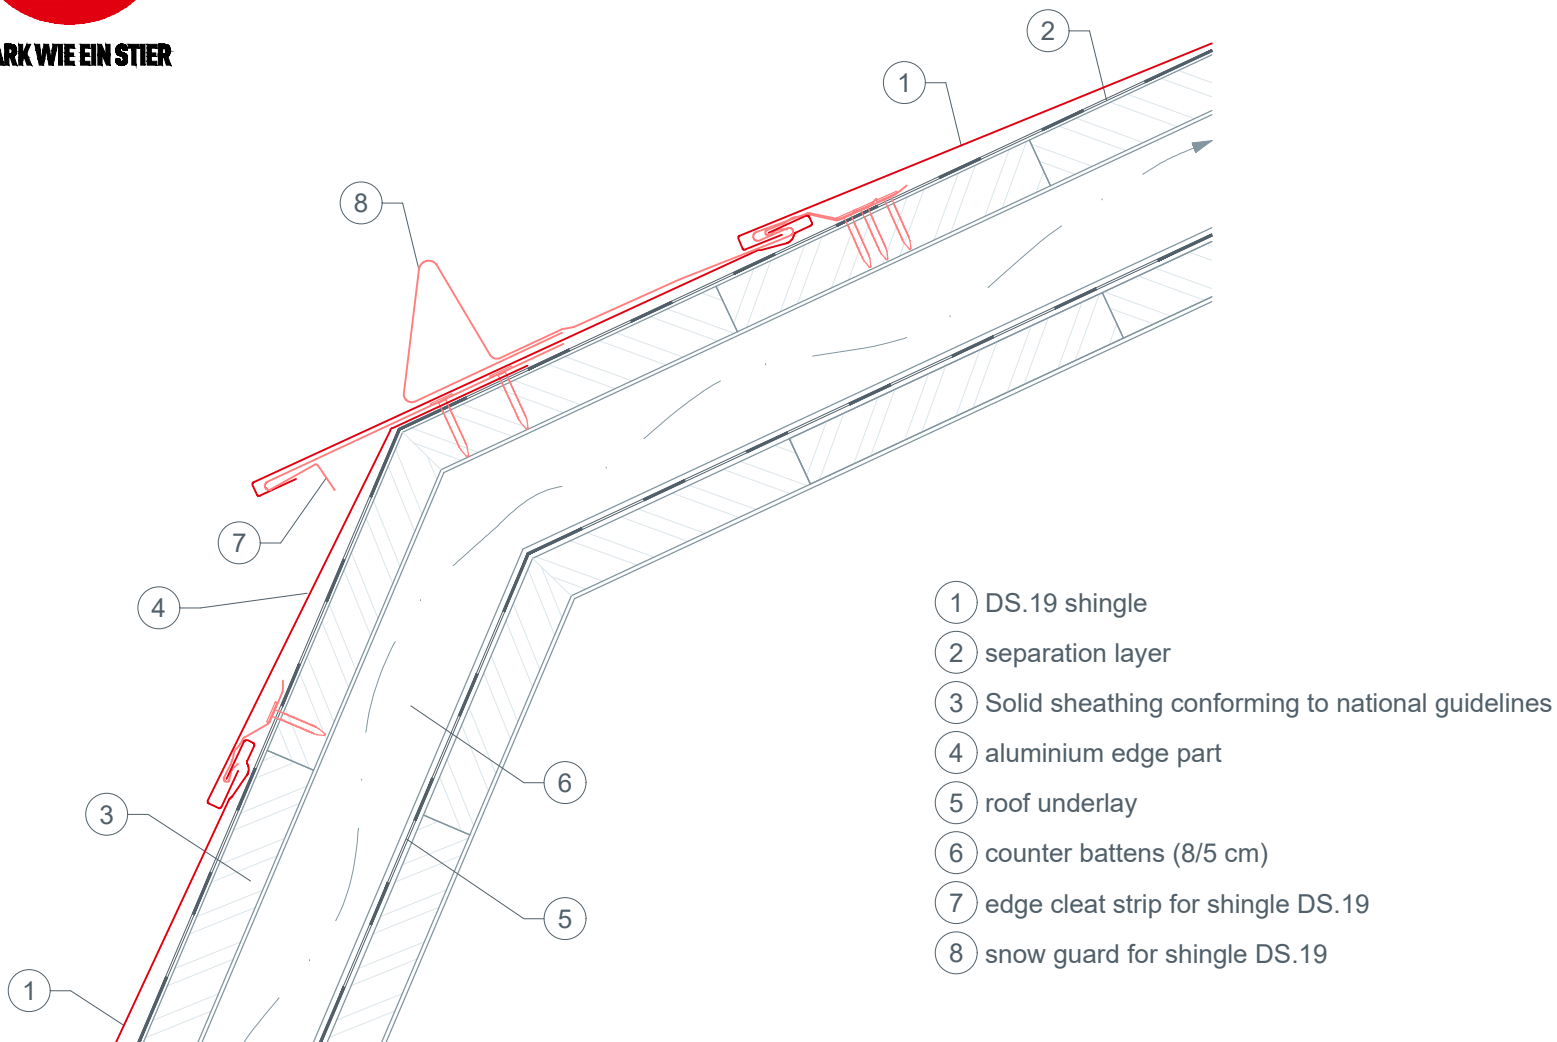 ARK WIE EIN STIER
2
1
8
7
4
3
1
6
5
1 DS.19 shingle
2 separation layer
3 Solid sheathing conforming to national guidelines
4 aluminium edge part
5 roof underlay
6 counter battens (8/5 cm)
7 edge cleat strip for shingle DS.19
8 snow guard for shingle DS.19